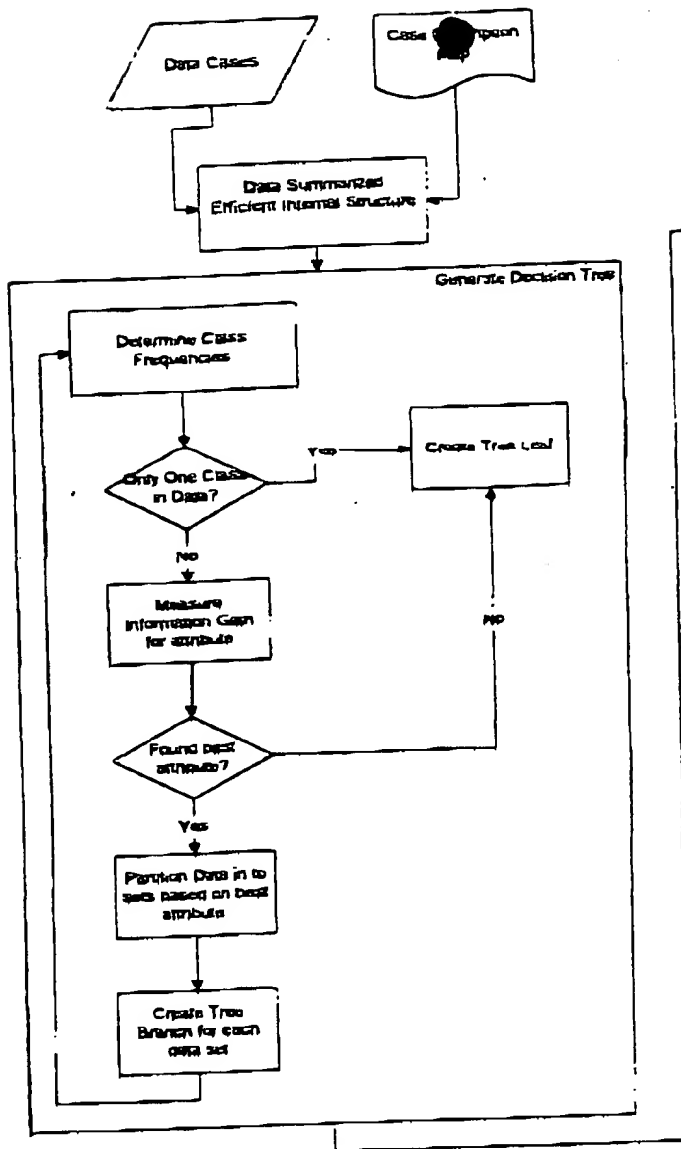 Data Cases
Case
Map
Data Summarized
Efficient Internal Structure
Generate Decision Tree
Determine Class
Frequencies
Only One Class
in Data?
Yes
Create Tree Leaf
No
Measure
Information Gain
for attribute
No
Found best
attribute?
Yes
Partition Data in to
sets based on best
attribute
Create Tree
Branch for each
data set